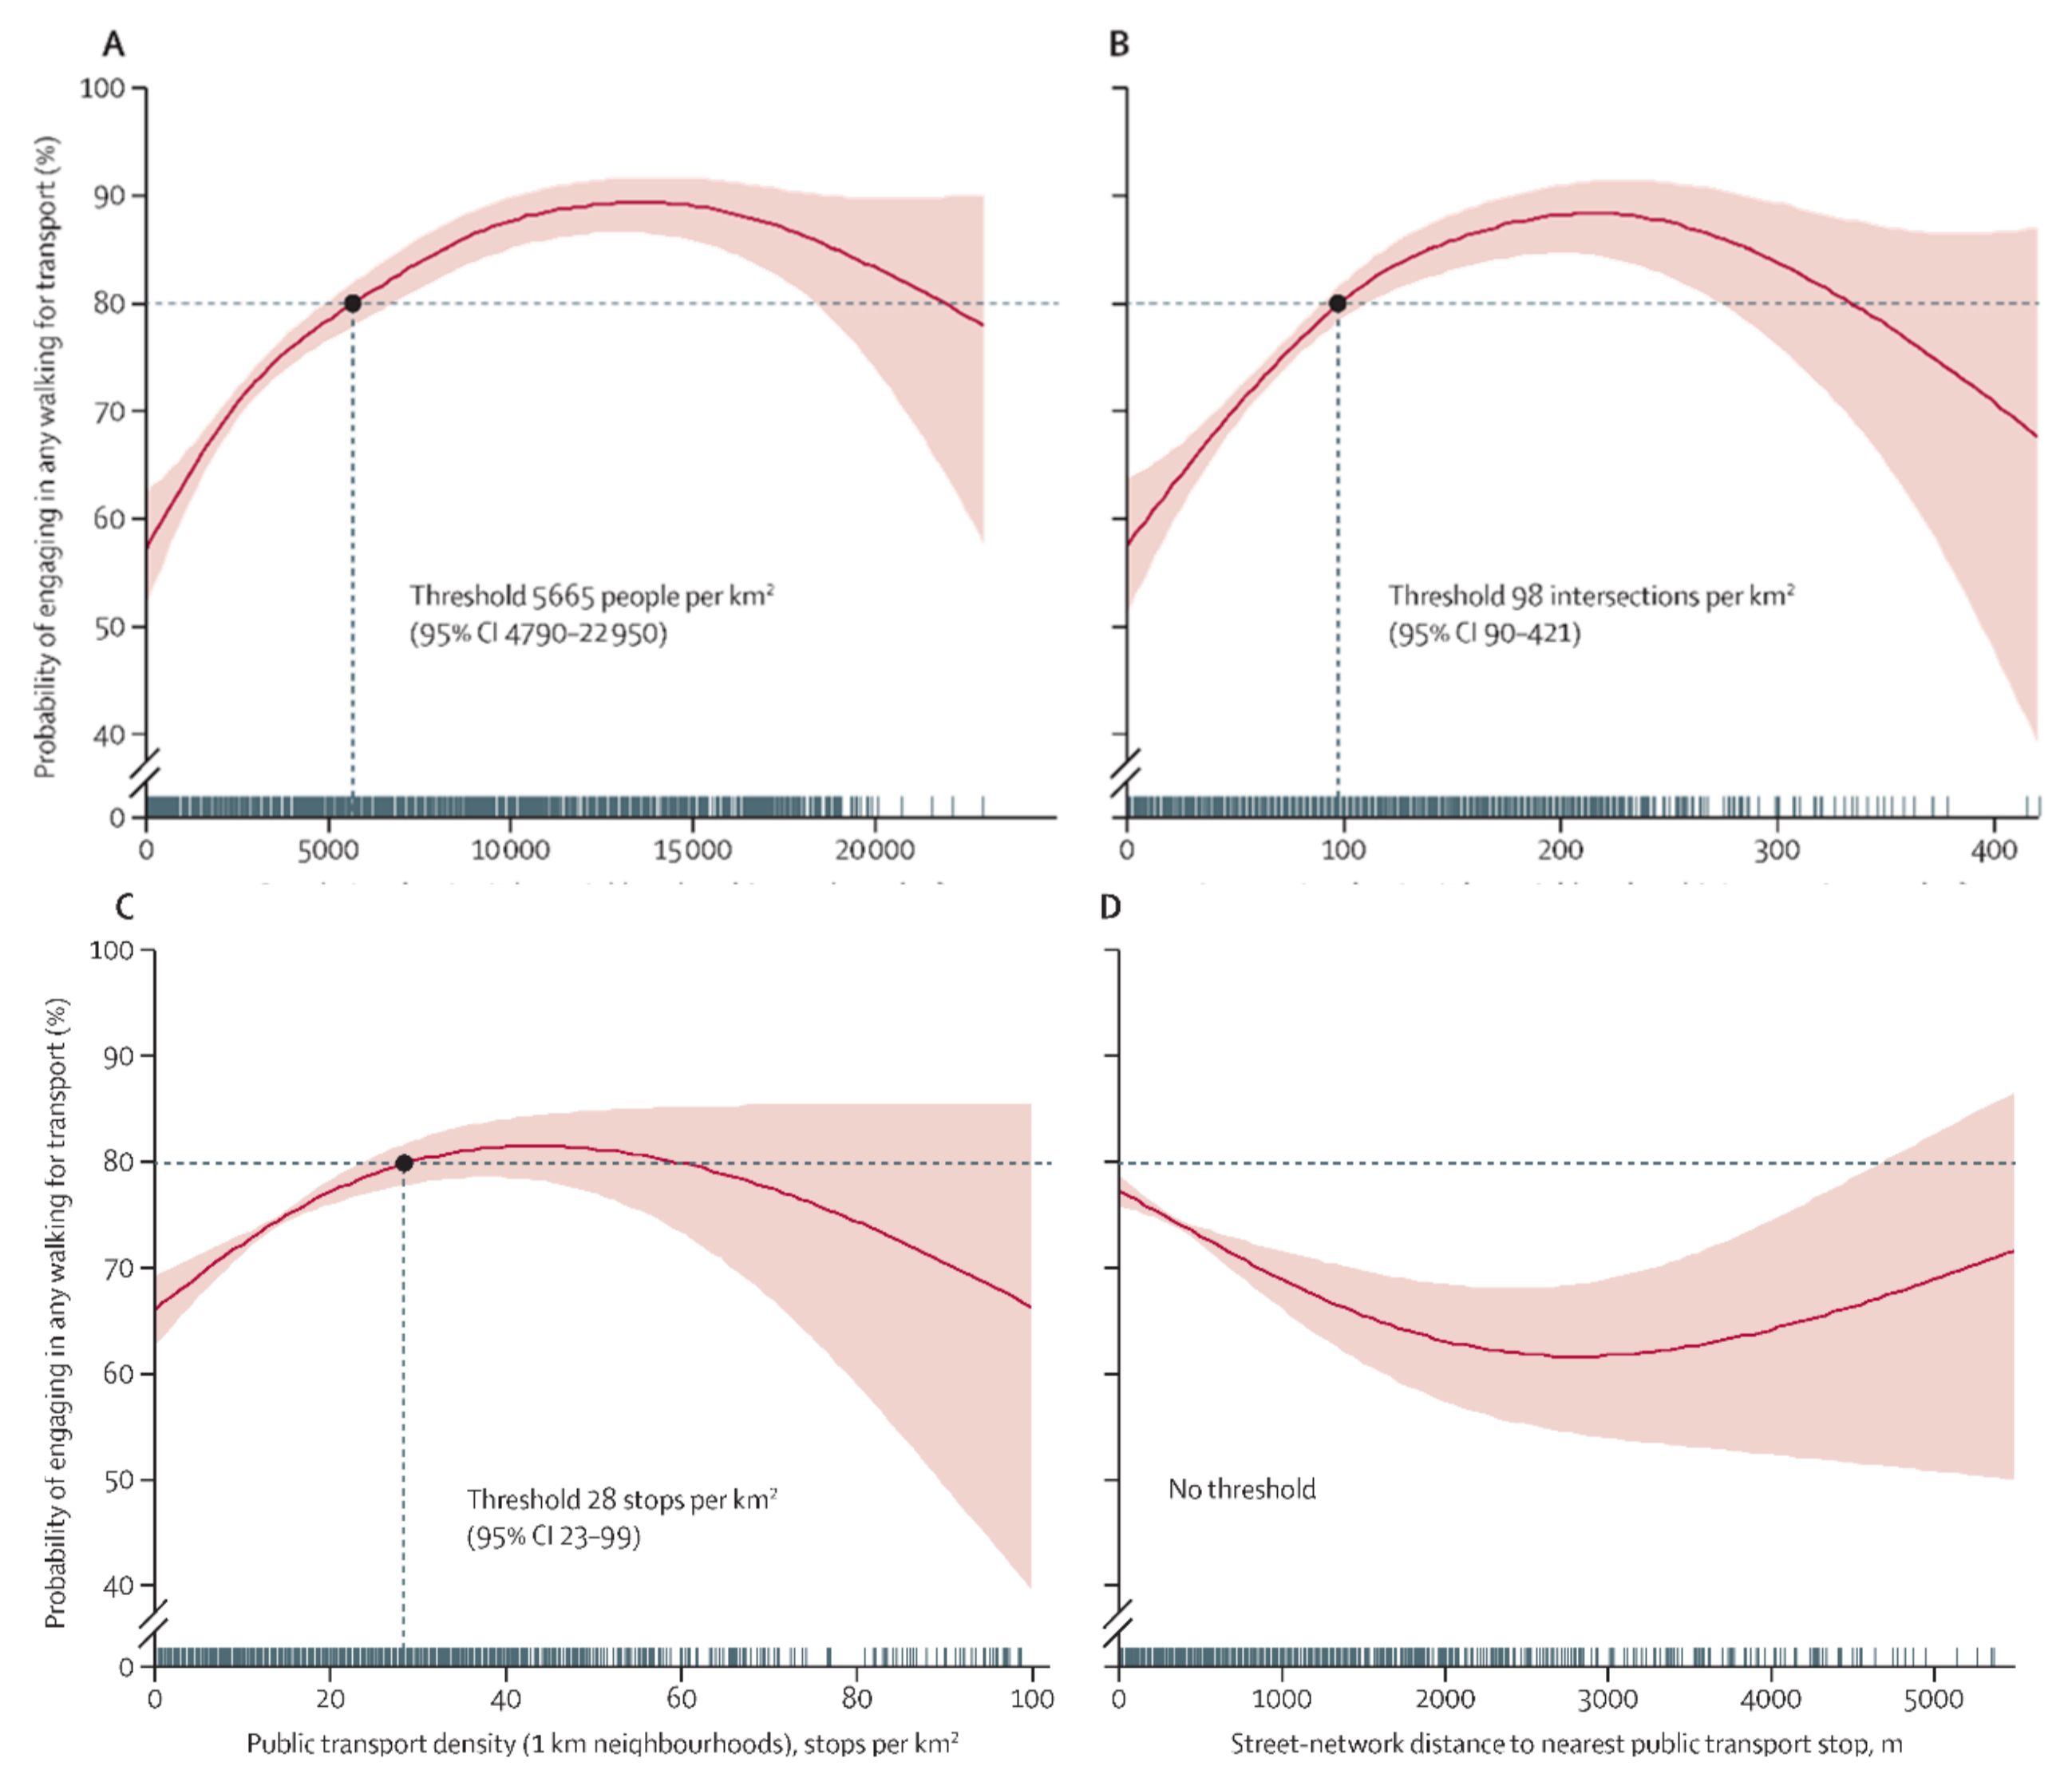 A
Probability of engaging in any walking for transport (%)
100
90
80
70
60
50
40
0
Threshold 5665 people per km²
(95% CI 4790–22 950)
0 5000 10 000 15 000 20 000
B
Threshold 98 intersections per km²
(95% CI 90–421)
0 100 200 300 400
C
Probability of engaging in any walking for transport (%)
100
90
80
70
60
50
40
0
Threshold 28 stops per km²
(95% CI 23–99)
0 20 40 60 80 100
Public transport density (1 km neighbourhoods), stops per km²
D
No threshold
0 1000 2000 3000 4000 5000
Street-network distance to nearest public transport stop, m